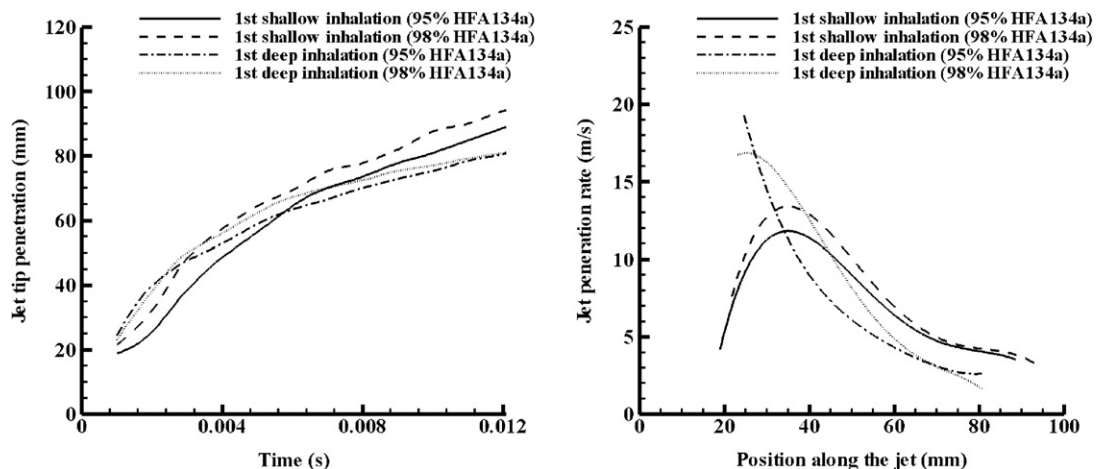 1st shallow inhalation (95% HFA134a)
1st shallow inhalation (98% HFA134a)
1st deep inhalation (95% HFA134a)
1st deep inhalation (98% HFA134a)
120
100
80
60
40
20
0
Jet tip penetration (mm)
0
0.004
0.008
0.012
Time (s)
1st shallow inhalation (95% HFA134a)
1st shallow inhalation (98% HFA134a)
1st deep inhalation (95% HFA134a)
1st deep inhalation (98% HFA134a)
25
20
15
10
5
0
Jet peneration rate (m/s)
0
20
40
60
80
100
Position along the jet (mm)